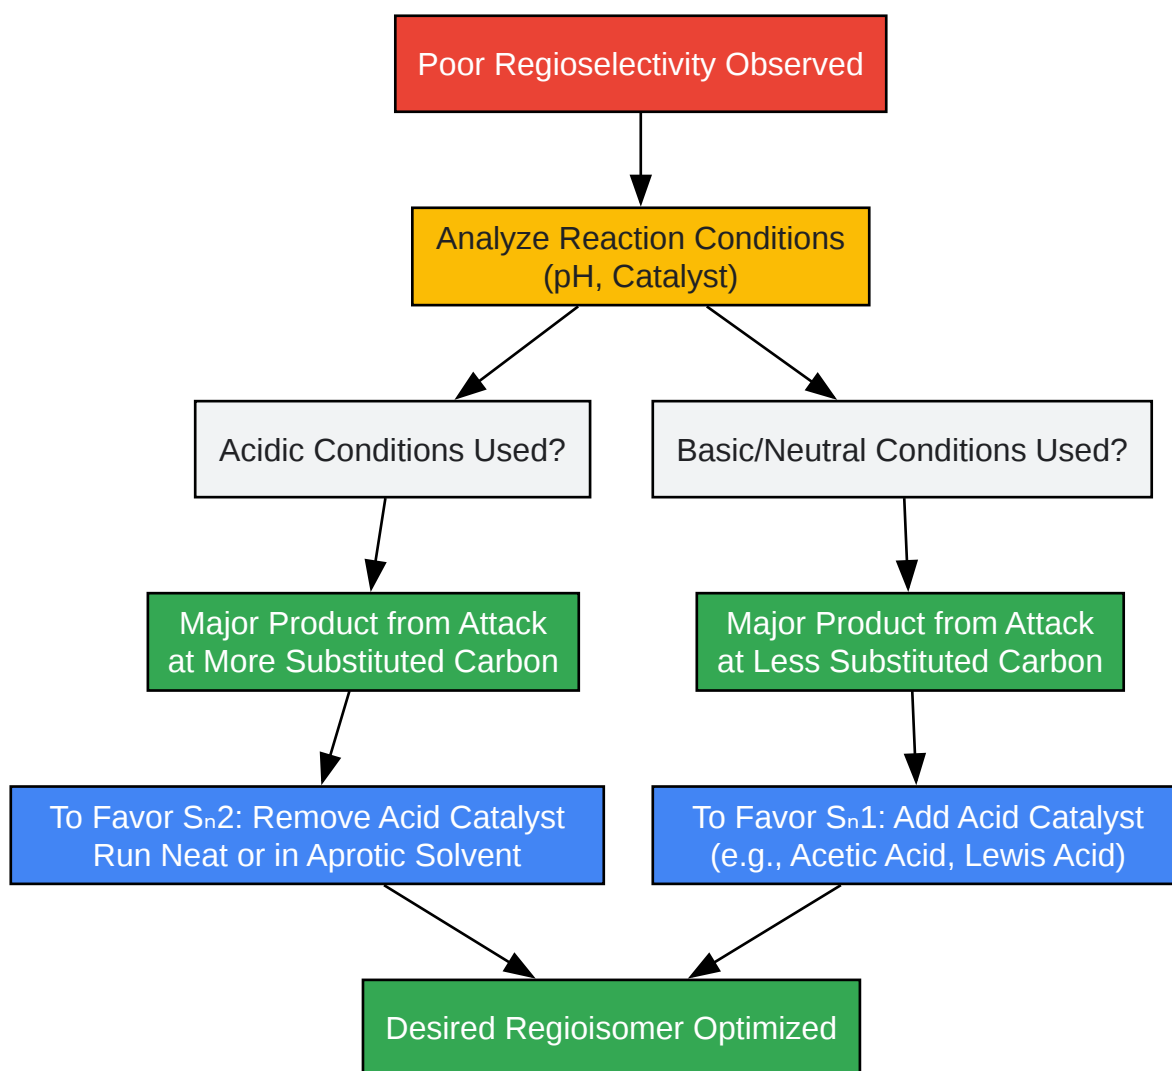 Poor Regioselectivity Observed
Analyze Reaction Conditions
(pH, Catalyst)
Acidic Conditions Used?
Basic/Neutral Conditions Used?
Major Product from Attack
at More Substituted Carbon
Major Product from Attack
at Less Substituted Carbon
To Favor Sₙ2: Remove Acid Catalyst
Run Neat or in Aprotic Solvent
To Favor Sₙ1: Add Acid Catalyst
(e.g., Acetic Acid, Lewis Acid)
Desired Regioisomer Optimized